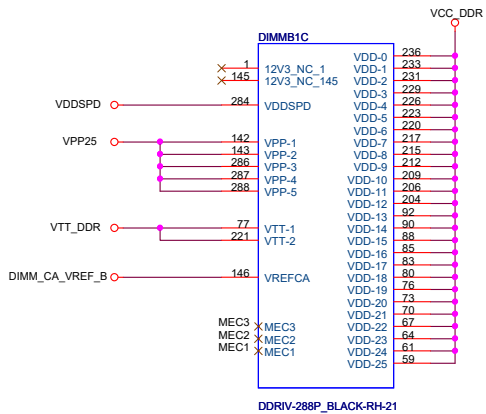 VCC_DDR
DIMMB1C
1 12V3_NC_1 VDD-0 236
145 12V3_NC_145 VDD-1 233
VDD-2 231
VDD-3 229
VDDSPD 284 VDDSPD VDD-4 226
VDD-5 223
VDD-6 220
VPP25 142 VPP-1 VDD-7 217
143 VPP-2 VDD-8 215
286 VPP-3 VDD-9 212
287 VPP-4 VDD-10 209
288 VPP-5 VDD-11 206
VDD-12 204
VDD-13 92
VTT_DDR 77 VTT-1 VDD-14 90
221 VTT-2 VDD-15 88
VDD-16 85
VDD-17 83
DIMM_CA_VREF_B 146 VREFCA VDD-18 80
VDD-19 76
VDD-20 73
VDD-21 70
MEC3 MEC3 VDD-22 67
MEC2 MEC2 VDD-23 64
MEC1 MEC1 VDD-24 61
VDD-25 59
DDRIV-288P_BLACK-RH-21